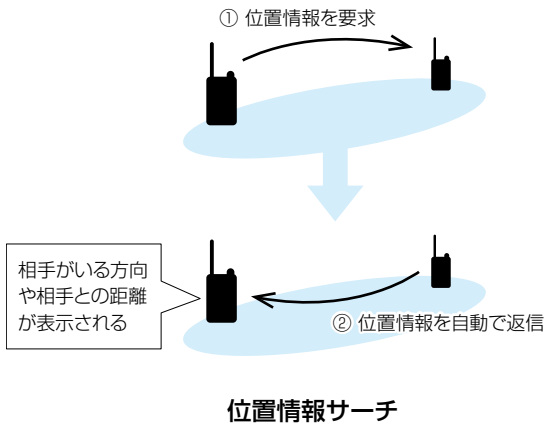 ① 位置情報を要求
相手がいる方向
や相手との距離
が表示される
② 位置情報を自動で返信
位置情報サーチ